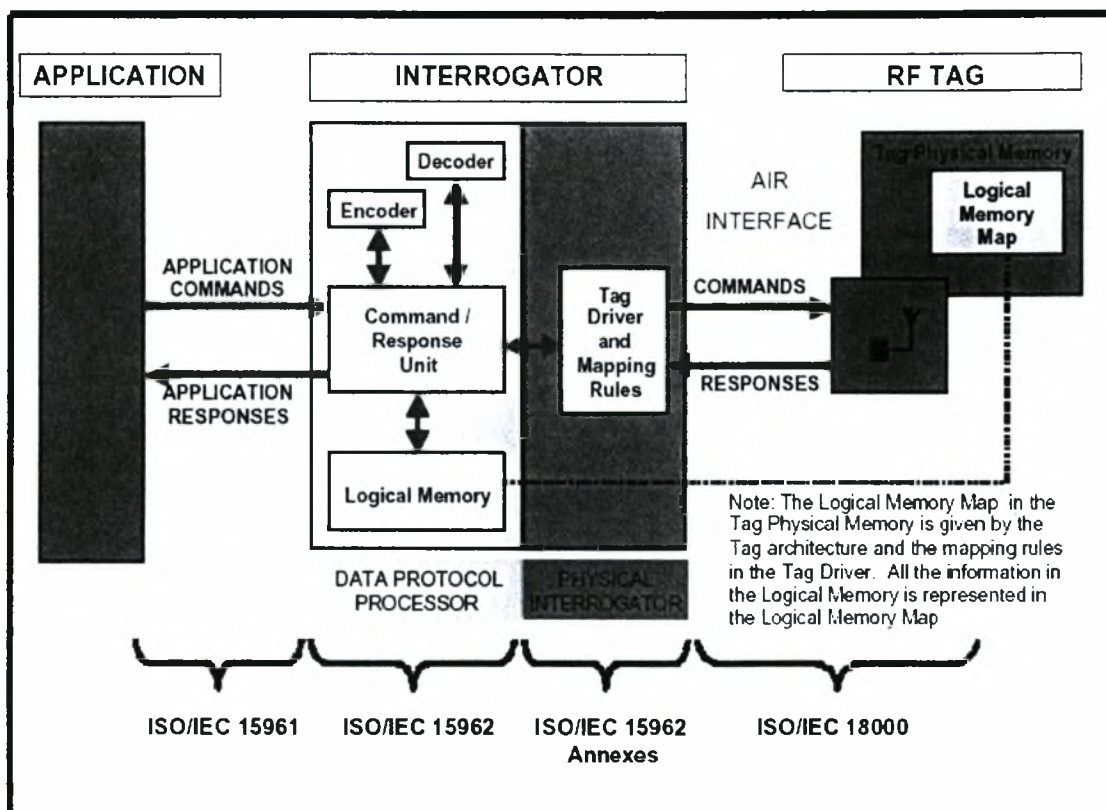 APPLICATION
INTERROGATOR
RF TAG
Decoder
Encoder
Tag Physical Memory
Logical
Memory
Map
AIR
INTERFACE
APPLICATION
COMMANDS
Command /
Response
Unit
Tag
Driver
and
Mapping
Rules
COMMANDS
RESPONSES
APPLICATION
RESPONSES
Logical Memory
Note: The Logical Memory Map in the
Tag Physical Memory is given by the
Tag architecture and the mapping rules
in the Tag Driver. All the information in
the Logical Memory is represented in
the Logical Memory Map
DATA PROTOCOL
PROCESSOR
PHYSICAL
INTERROGATOR
ISO/IEC 15961
ISO/IEC 15962
ISO/IEC 15962
Annexes
ISO/IEC 18000